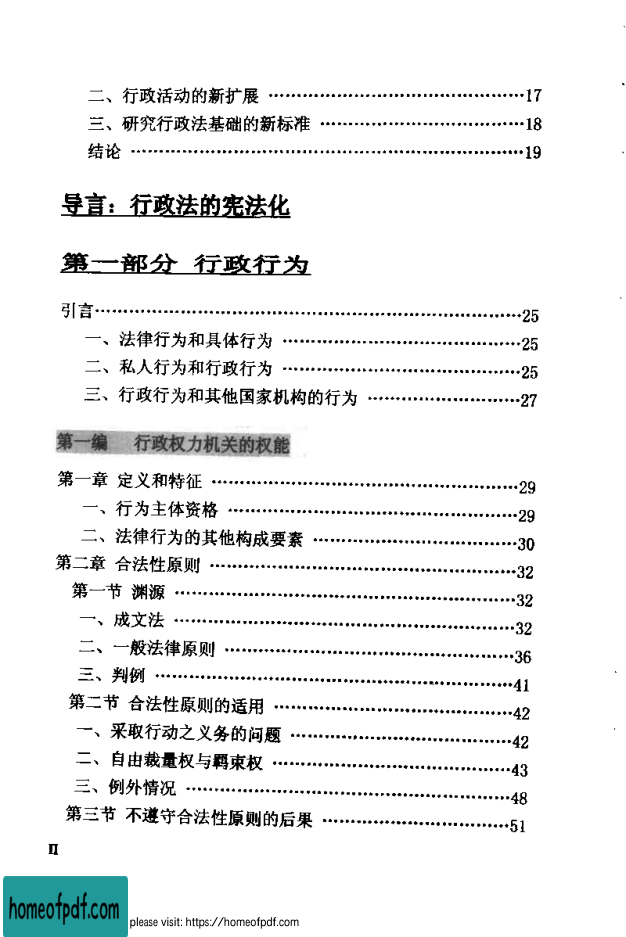 二、行政活动的新扩展 ……………………………………17
三、研究行政法基础的新标准 ……………………………18
结论 ………………………………………………………19
导言：行政法的宪法化
第一部分 行政行为
引言…………………………………………………………25
一、法律行为和具体行为 …………………………………25
二、私人行为和行政行为 …………………………………25
三、行政行为和其他国家机构的行为 ……………………27
第一编 行政权力机关的权能
第一章 定义和特征 ………………………………………29
一、行为主体资格 …………………………………………29
二、法律行为的其他构成要素 ……………………………30
第二章 合法性原则 ………………………………………32
第一节 渊源 ………………………………………………32
一、成文法 …………………………………………………32
二、一般法律原则 …………………………………………36
三、判例 ……………………………………………………41
第二节 合法性原则的适用 ………………………………42
一、采取行动之义务的问题 ………………………………42
二、自由裁量权与羁束权 …………………………………43
三、例外情况 ………………………………………………48
第三节 不遵守合法性原则的后果 ………………………51
II
homeofpdf.com
please visit: https://homeofpdf.com